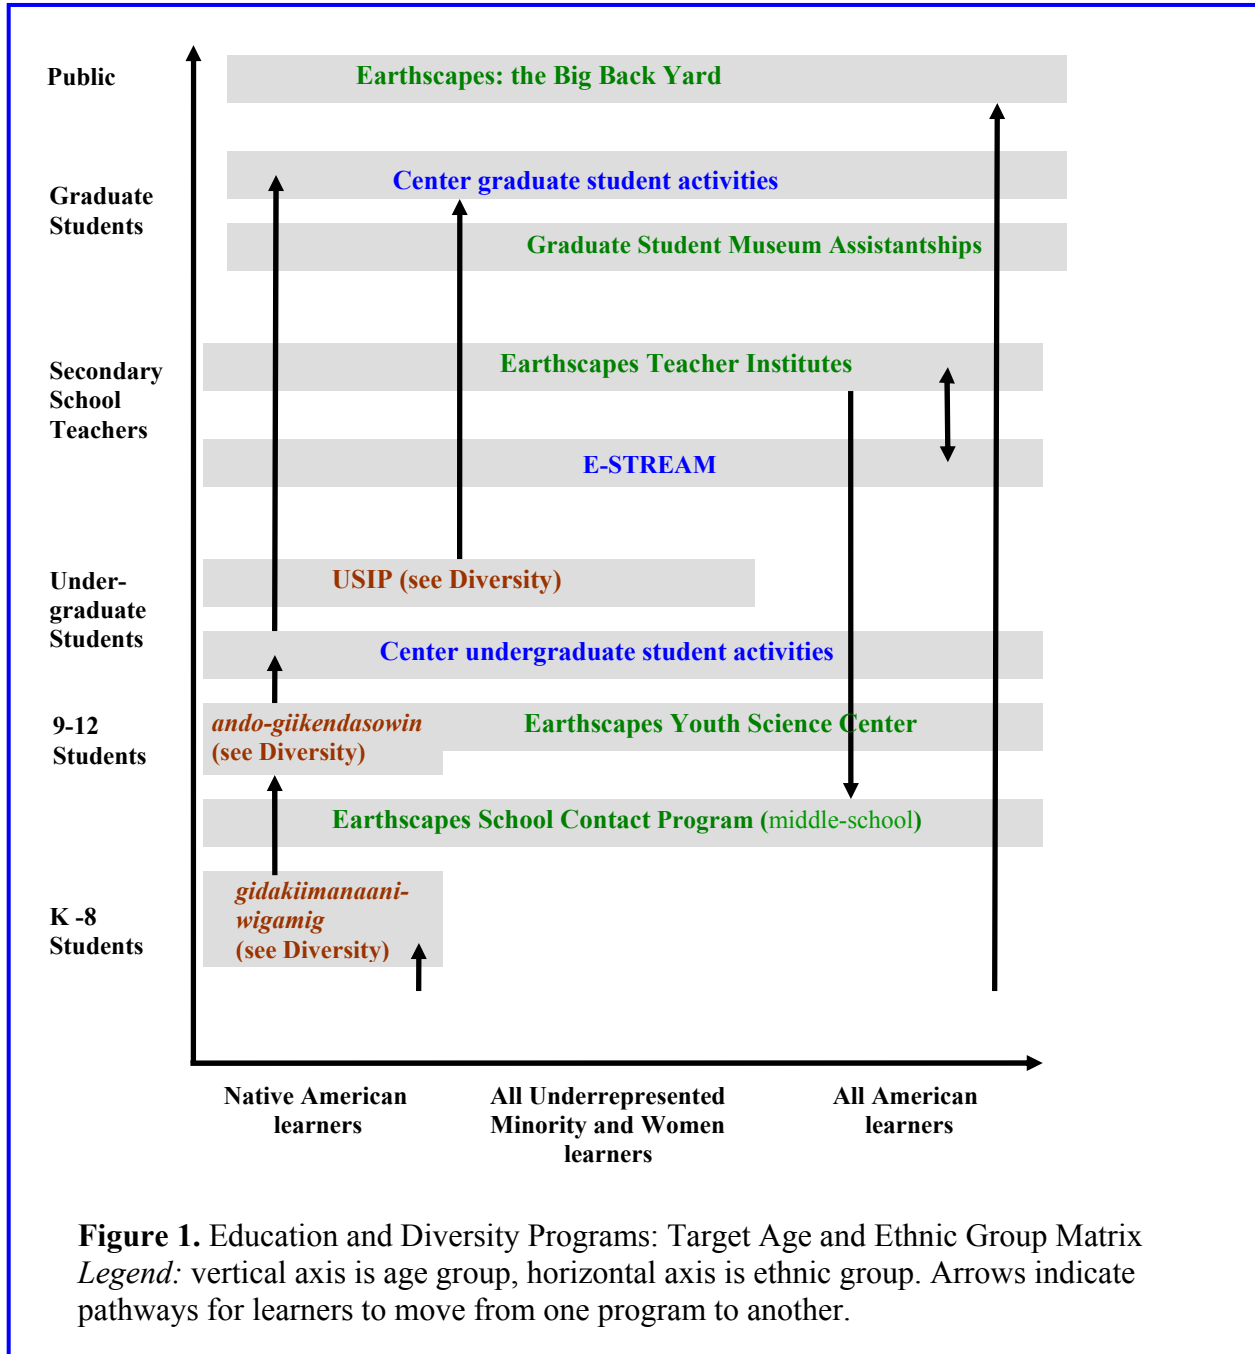 Public
Earthscapes: the Big Back Yard
Graduate
Students
Center graduate student activities
Graduate Student Museum Assistantships
Secondary
School
Teachers
Earthscapes Teacher Institutes
E-STREAM
Under-
graduate
Students
USIP (see Diversity)
Center undergraduate student activities
9-12
Students
ando-giikendasowin
(see Diversity)
Earthscapes Youth Science Center
Earthscapes School Contact Program (middle-school)
K -8
Students
gidakiimanaani-
wigamig
(see Diversity)
Native American
learners
All Underrepresented
Minority and Women
learners
All American
learners
Figure 1. Education and Diversity Programs: Target Age and Ethnic Group Matrix
Legend: vertical axis is age group, horizontal axis is ethnic group. Arrows indicate
pathways for learners to move from one program to another.